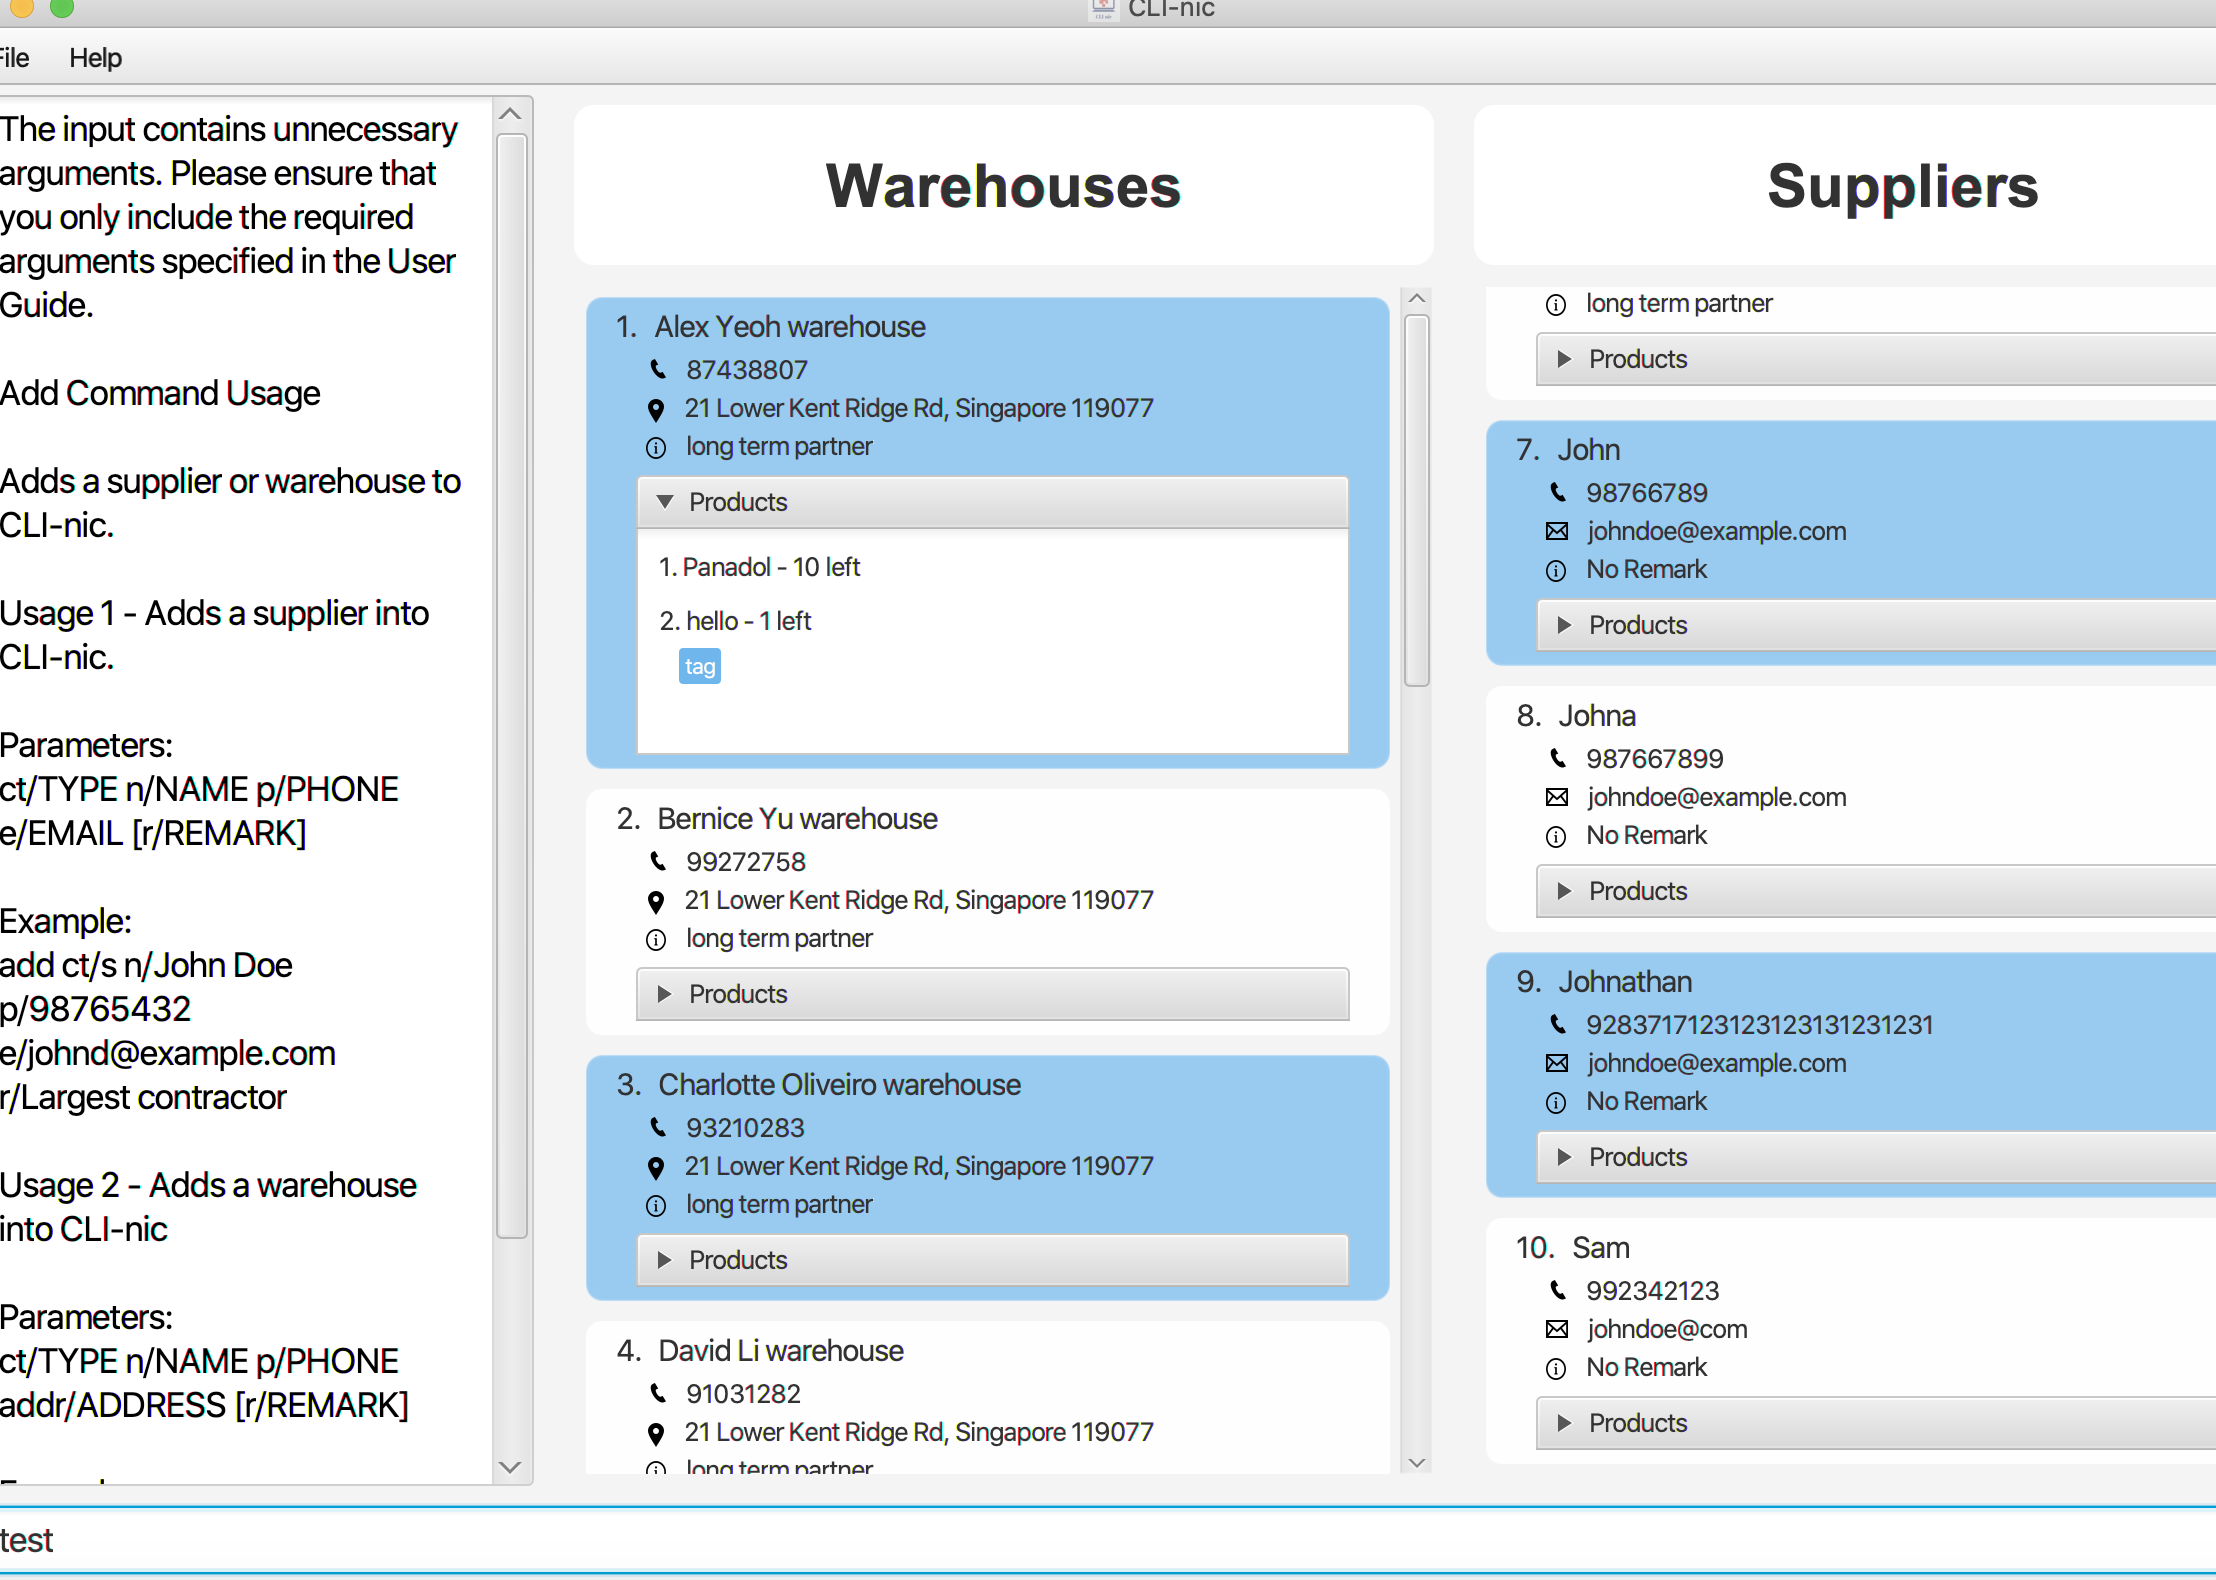 CLI-nic
File
Help
The input contains unnecessary
arguments. Please ensure that
you only include the required
arguments specified in the User
Guide.
Add Command Usage
Adds a supplier or warehouse to
CLI-nic.
Usage 1 - Adds a supplier into
CLI-nic.
Parameters:
ct/TYPE n/NAME p/PHONE
e/EMAIL [r/REMARK]
Example:
add ct/s n/John Doe
p/98765432
e/johnd@example.com
r/Largest contractor
Usage 2 - Adds a warehouse
into CLI-nic
Parameters:
ct/TYPE n/NAME p/PHONE
addr/ADDRESS [r/REMARK]
Warehouses
1. Alex Yeoh warehouse
87438807
21 Lower Kent Ridge Rd, Singapore 119077
long term partner
Products
1. Panadol - 10 left
2. hello - 1 left
tag
2. Bernice Yu warehouse
99272758
21 Lower Kent Ridge Rd, Singapore 119077
long term partner
Products
3. Charlotte Oliveiro warehouse
93210283
21 Lower Kent Ridge Rd, Singapore 119077
long term partner
Products
4. David Li warehouse
91031282
21 Lower Kent Ridge Rd, Singapore 119077
long term partner
Suppliers
long term partner
Products
7. John
98766789
johndoe@example.com
No Remark
Products
8. Johna
987667899
johndoe@example.com
No Remark
Products
9. Johnathan
9283717123123123131231231
johndoe@example.com
No Remark
Products
10. Sam
992342123
johndoe@com
No Remark
Products
test